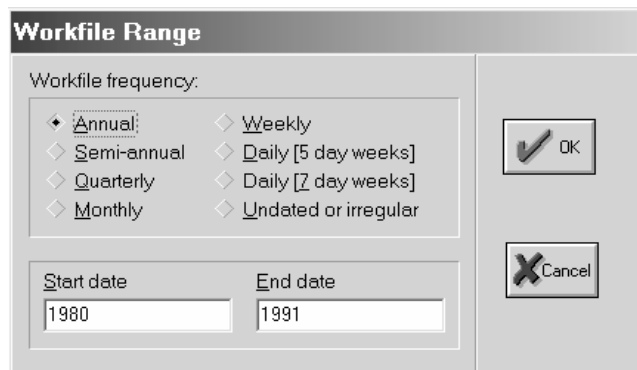 Workfile Range
Workfile frequency:
Annual
Semi-annual
Quarterly
Monthly
Weekly
Daily [5 day weeks]
Daily [7 day weeks]
Undated or irregular
Start date
1980
End date
1991
OK
Cancel